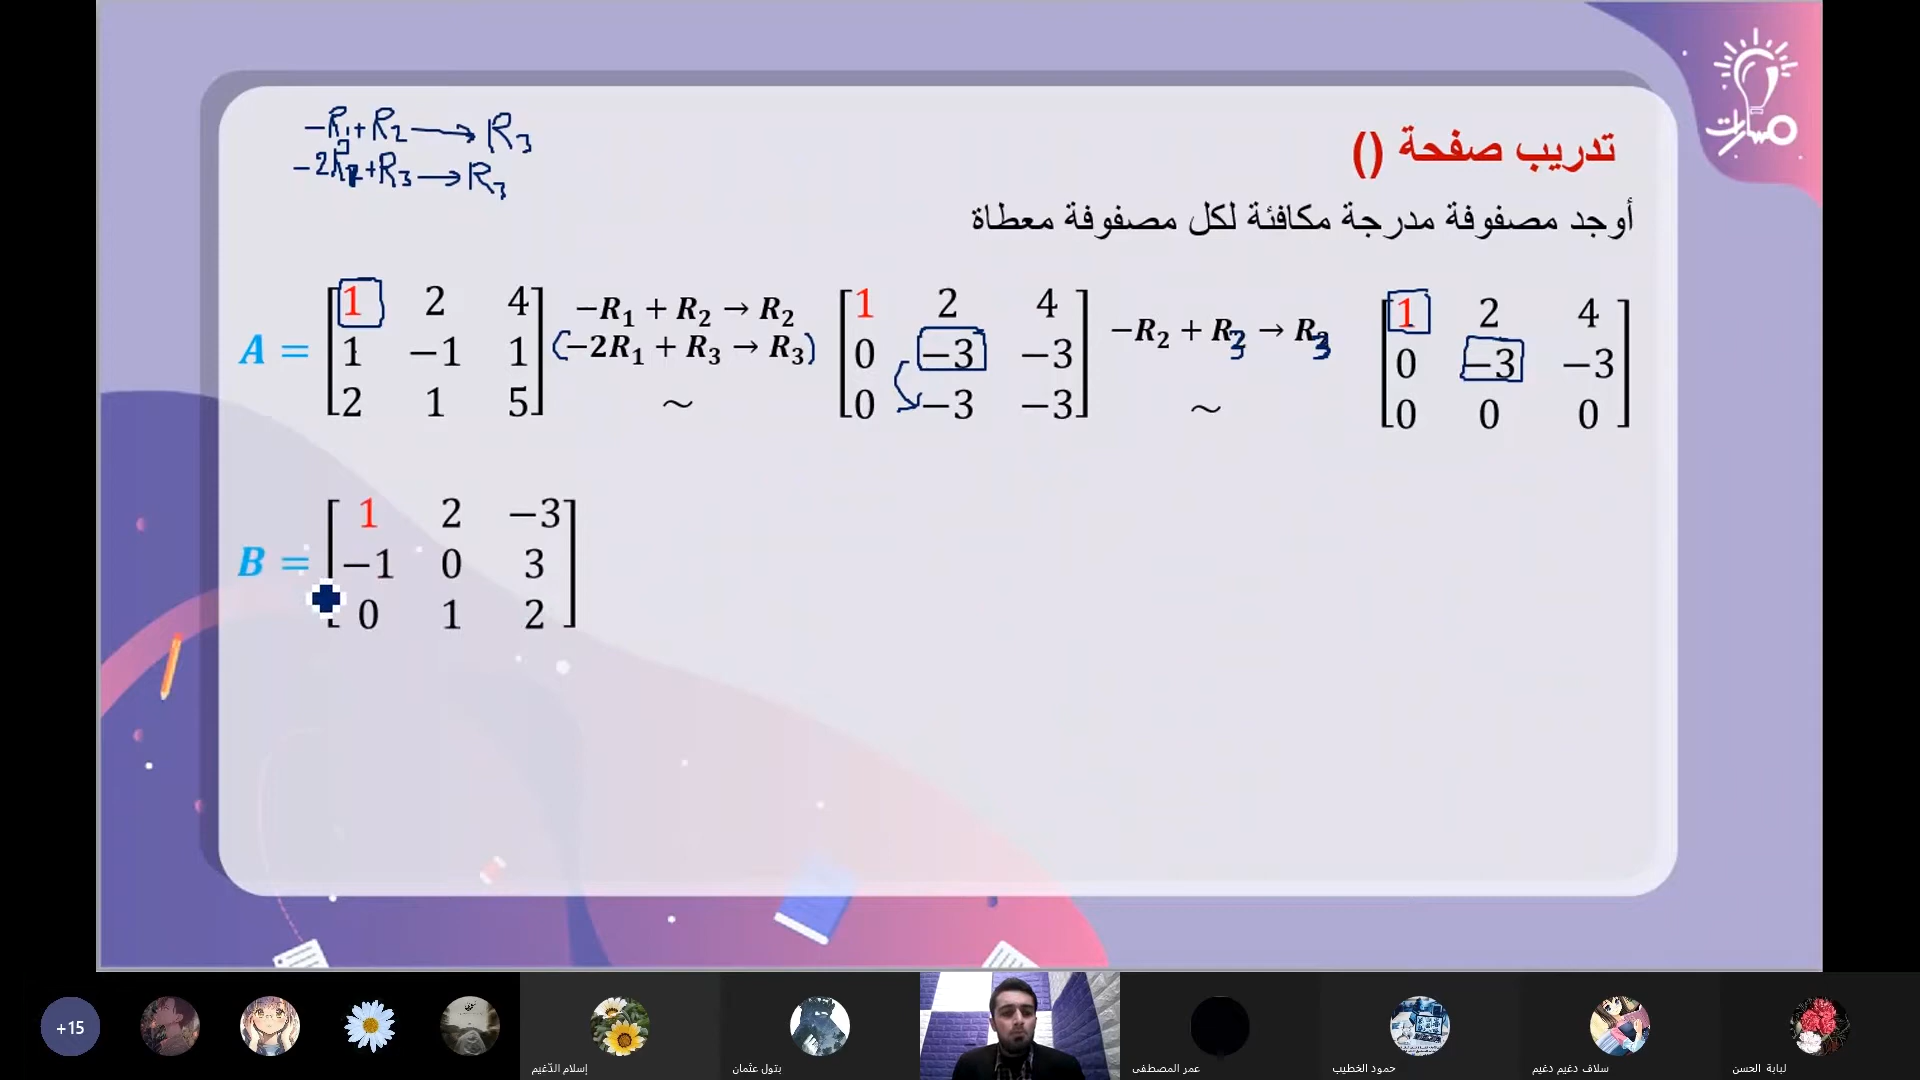 −R₁+R₂ → R₃
−2R₂+R₃ → R₃
تدريب صفحة ()
أوجد مصفوفة مدرجة مكافئة لكل مصفوفة معطاة
A = [1 2 4 −R₁ + R₂ → R₂ [1 2 4
1 −1 1 (−2R₁ + R₃ → R₃) 0 −3 −3 −R₂ + R₃ → R₃ [1 2 4
2 1 5] ~ 0 −3 −3] ~ 0 −3 −3
0 0 0]
B = [1 2 −3
−1 0 3
0 1 2]
مسارات
+15
إسلام الدّغيم
بتول عثمان
عمر المصطفى
حمود الخطيب
سلاف دغيم دغيم
لبابة الحسن